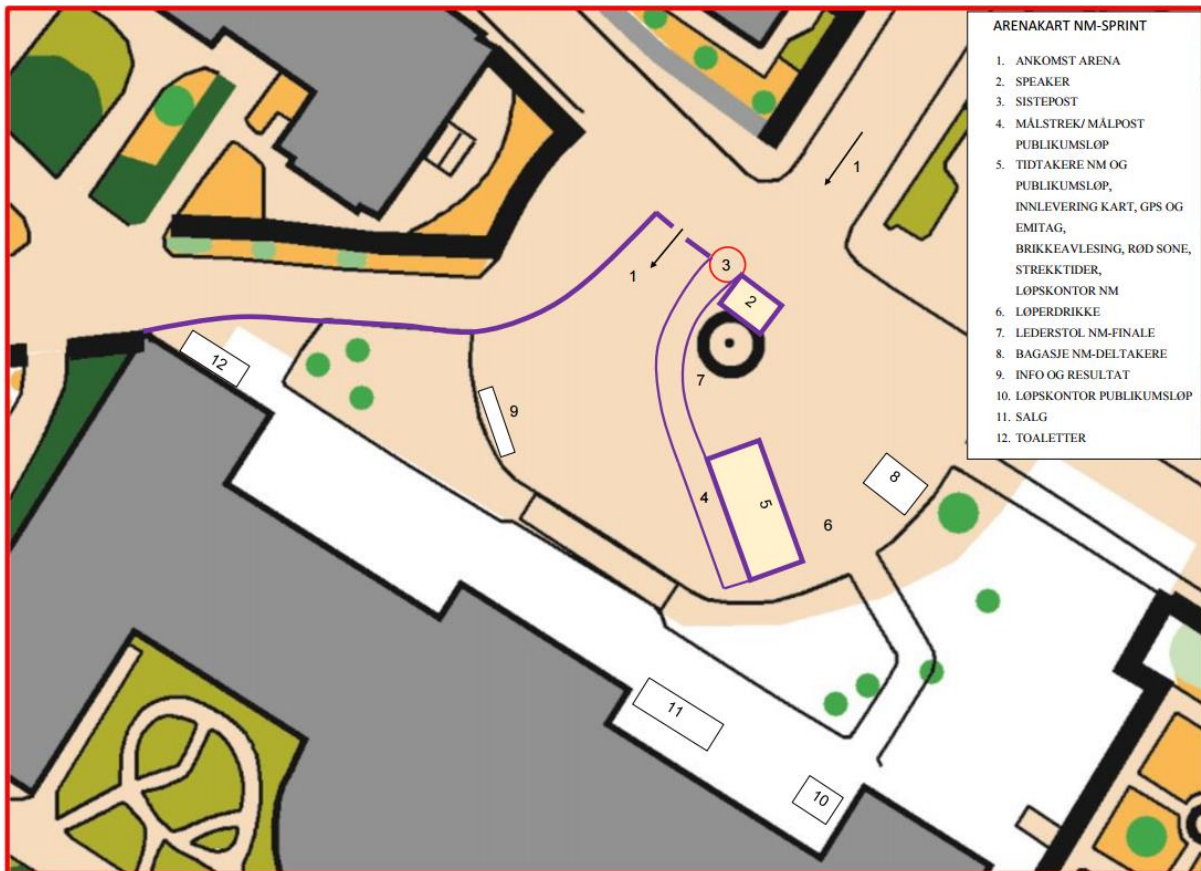 ARENAKART NM-SPRINT
1. ANKOMST ARENA
2. SPEAKER
3. SISTEPOST
4. MÅLSTREK/ MÅLPOST
PUBLIKUMSLØP
5. TIDTAKERE NM OG
PUBLIKUMSLØP,
INNLEVERING KART, GPS OG
EMITAG,
BRIKKEAVLESING, RØD SONE,
STREKKTIDER,
LØPSKONTOR NM
6. LØPERDRIKKE
7. LEDERSTOL NM-FINALE
8. BAGASJE NM-DELTAKERE
9. INFO OG RESULTAT
10. LØPSKONTOR PUBLIKUMSLØP
11. SALG
12. TOALETTER
1
3
1
2
12
7
9
8
4
5
6
11
10